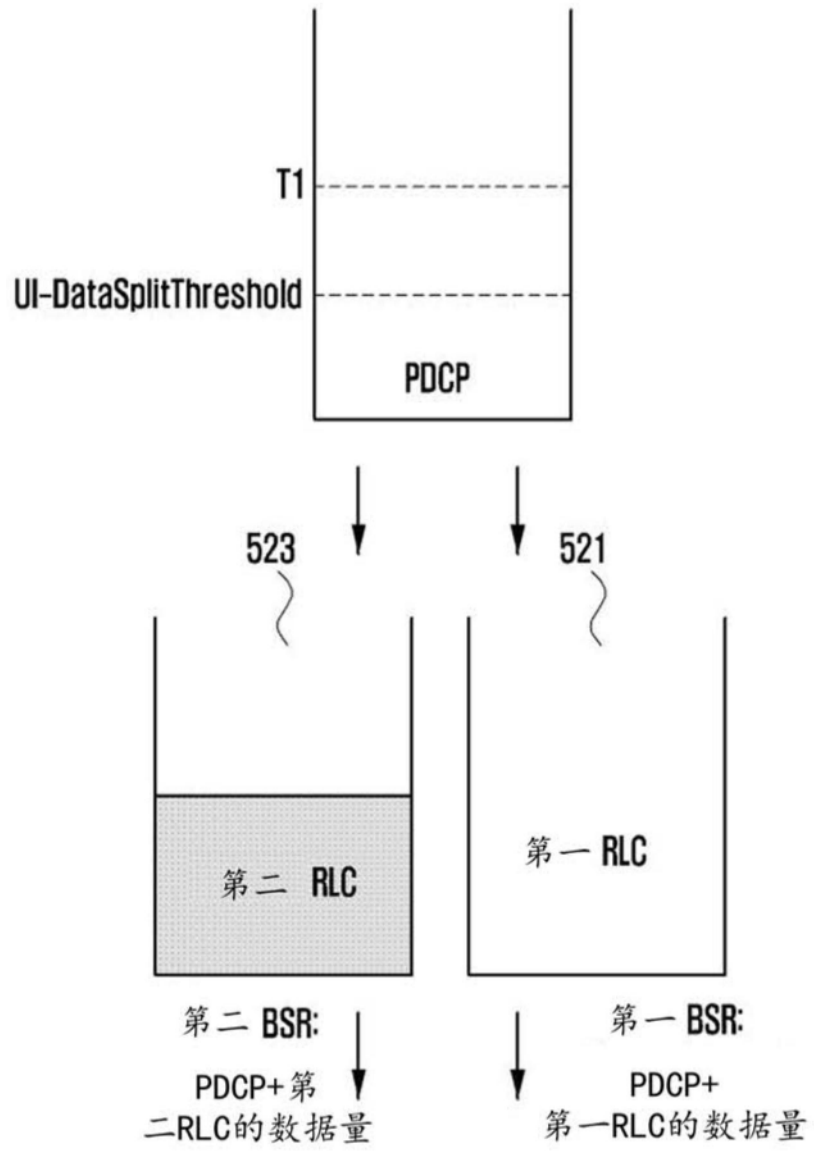 T1
UI-DataSplitThreshold
PDCP
523
521
第二 RLC
第一 RLC
第二 BSR:
PDCP+第
二RLC的数据量
第一 BSR:
PDCP+
第一RLC的数据量